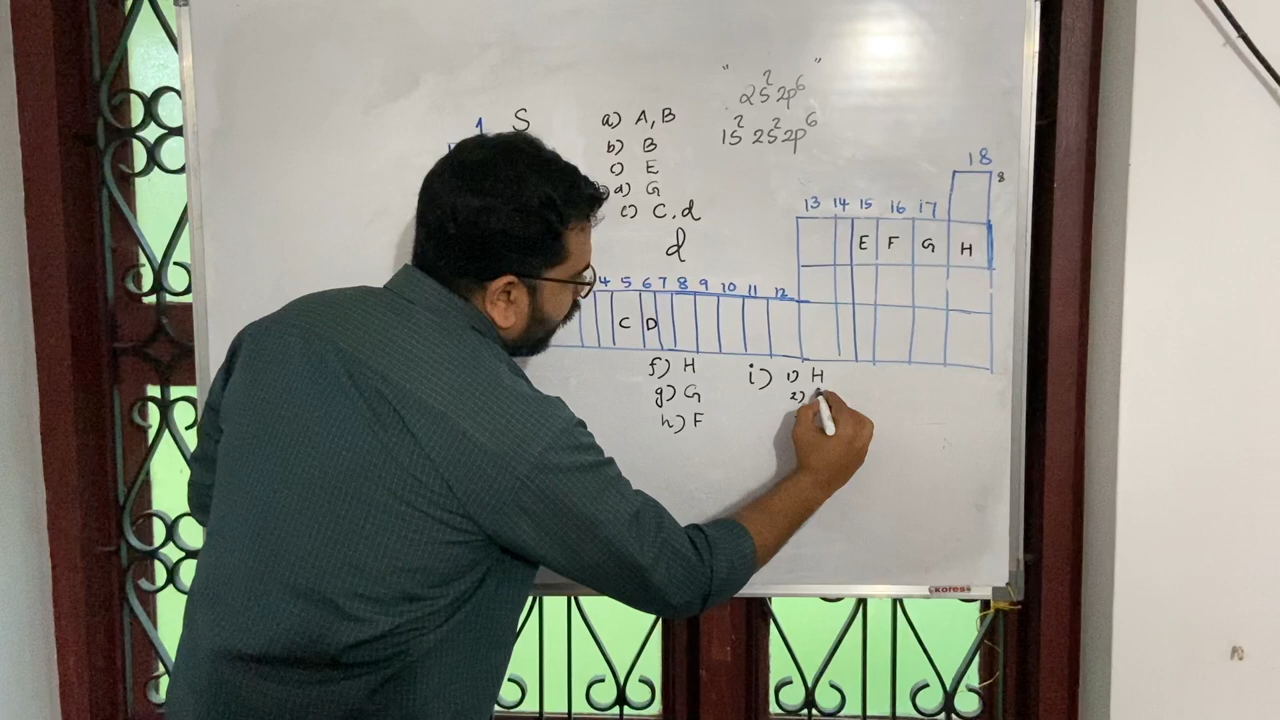 " 2s² 2p⁶ "
1s² 2s² 2p⁶
1 S
a) A, B
b) B
c) E
d) G
e) C, d
d
18
8
13 14 15 16 17
E F G H
4 5 6 7 8 9 10 11 12
C D
f) H
g) G
h) F
i) 1) H
2)
kores